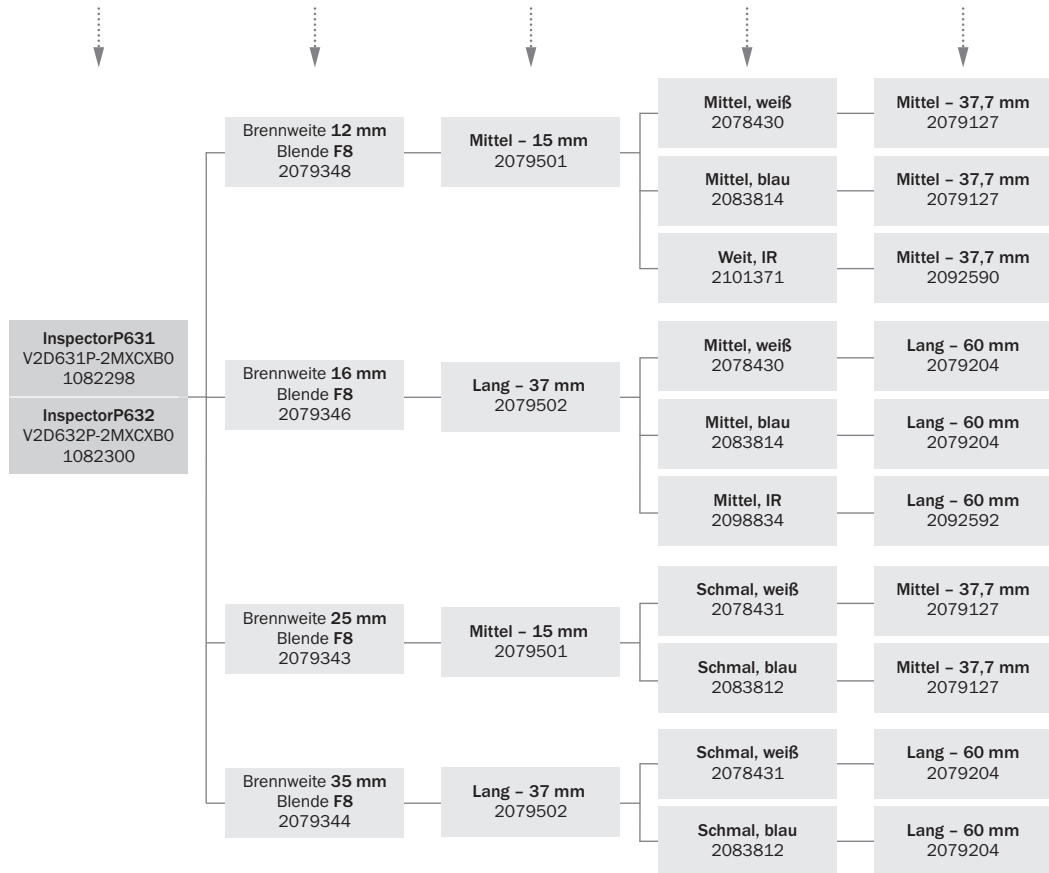 InspectorP631
V2D631P-2MXCXB0
1082298
InspectorP632
V2D632P-2MXCXB0
1082300
Brennweite 12 mm
Blende F8
2079348
Mittel – 15 mm
2079501
Mittel, weiß
2078430
Mittel – 37,7 mm
2079127
Mittel, blau
2083814
Mittel – 37,7 mm
2079127
Weit, IR
2101371
Mittel – 37,7 mm
2092590
Brennweite 16 mm
Blende F8
2079346
Lang – 37 mm
2079502
Mittel, weiß
2078430
Lang – 60 mm
2079204
Mittel, blau
2083814
Lang – 60 mm
2079204
Mittel, IR
2098834
Lang – 60 mm
2092592
Brennweite 25 mm
Blende F8
2079343
Mittel – 15 mm
2079501
Schmal, weiß
2078431
Mittel – 37,7 mm
2079127
Schmal, blau
2083812
Mittel – 37,7 mm
2079127
Brennweite 35 mm
Blende F8
2079344
Lang – 37 mm
2079502
Schmal, weiß
2078431
Lang – 60 mm
2079204
Schmal, blau
2083812
Lang – 60 mm
2079204